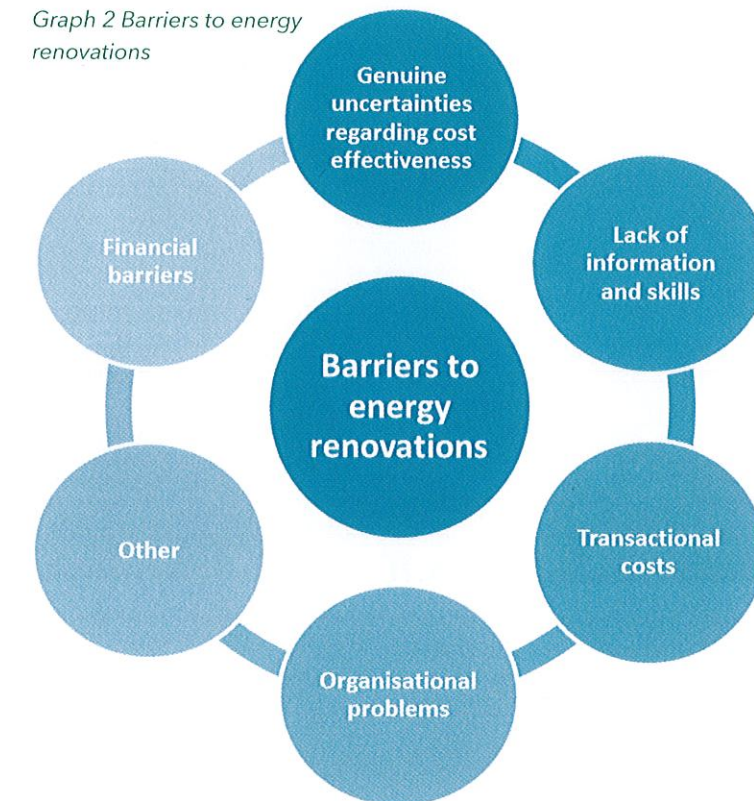 Graph 2 Barriers to energy
renovations
Genuine
uncertainties
regarding cost
effectiveness
Lack of
information
and skills
Transactional
costs
Organisational
problems
Other
Financial
barriers
Barriers to
energy
renovations